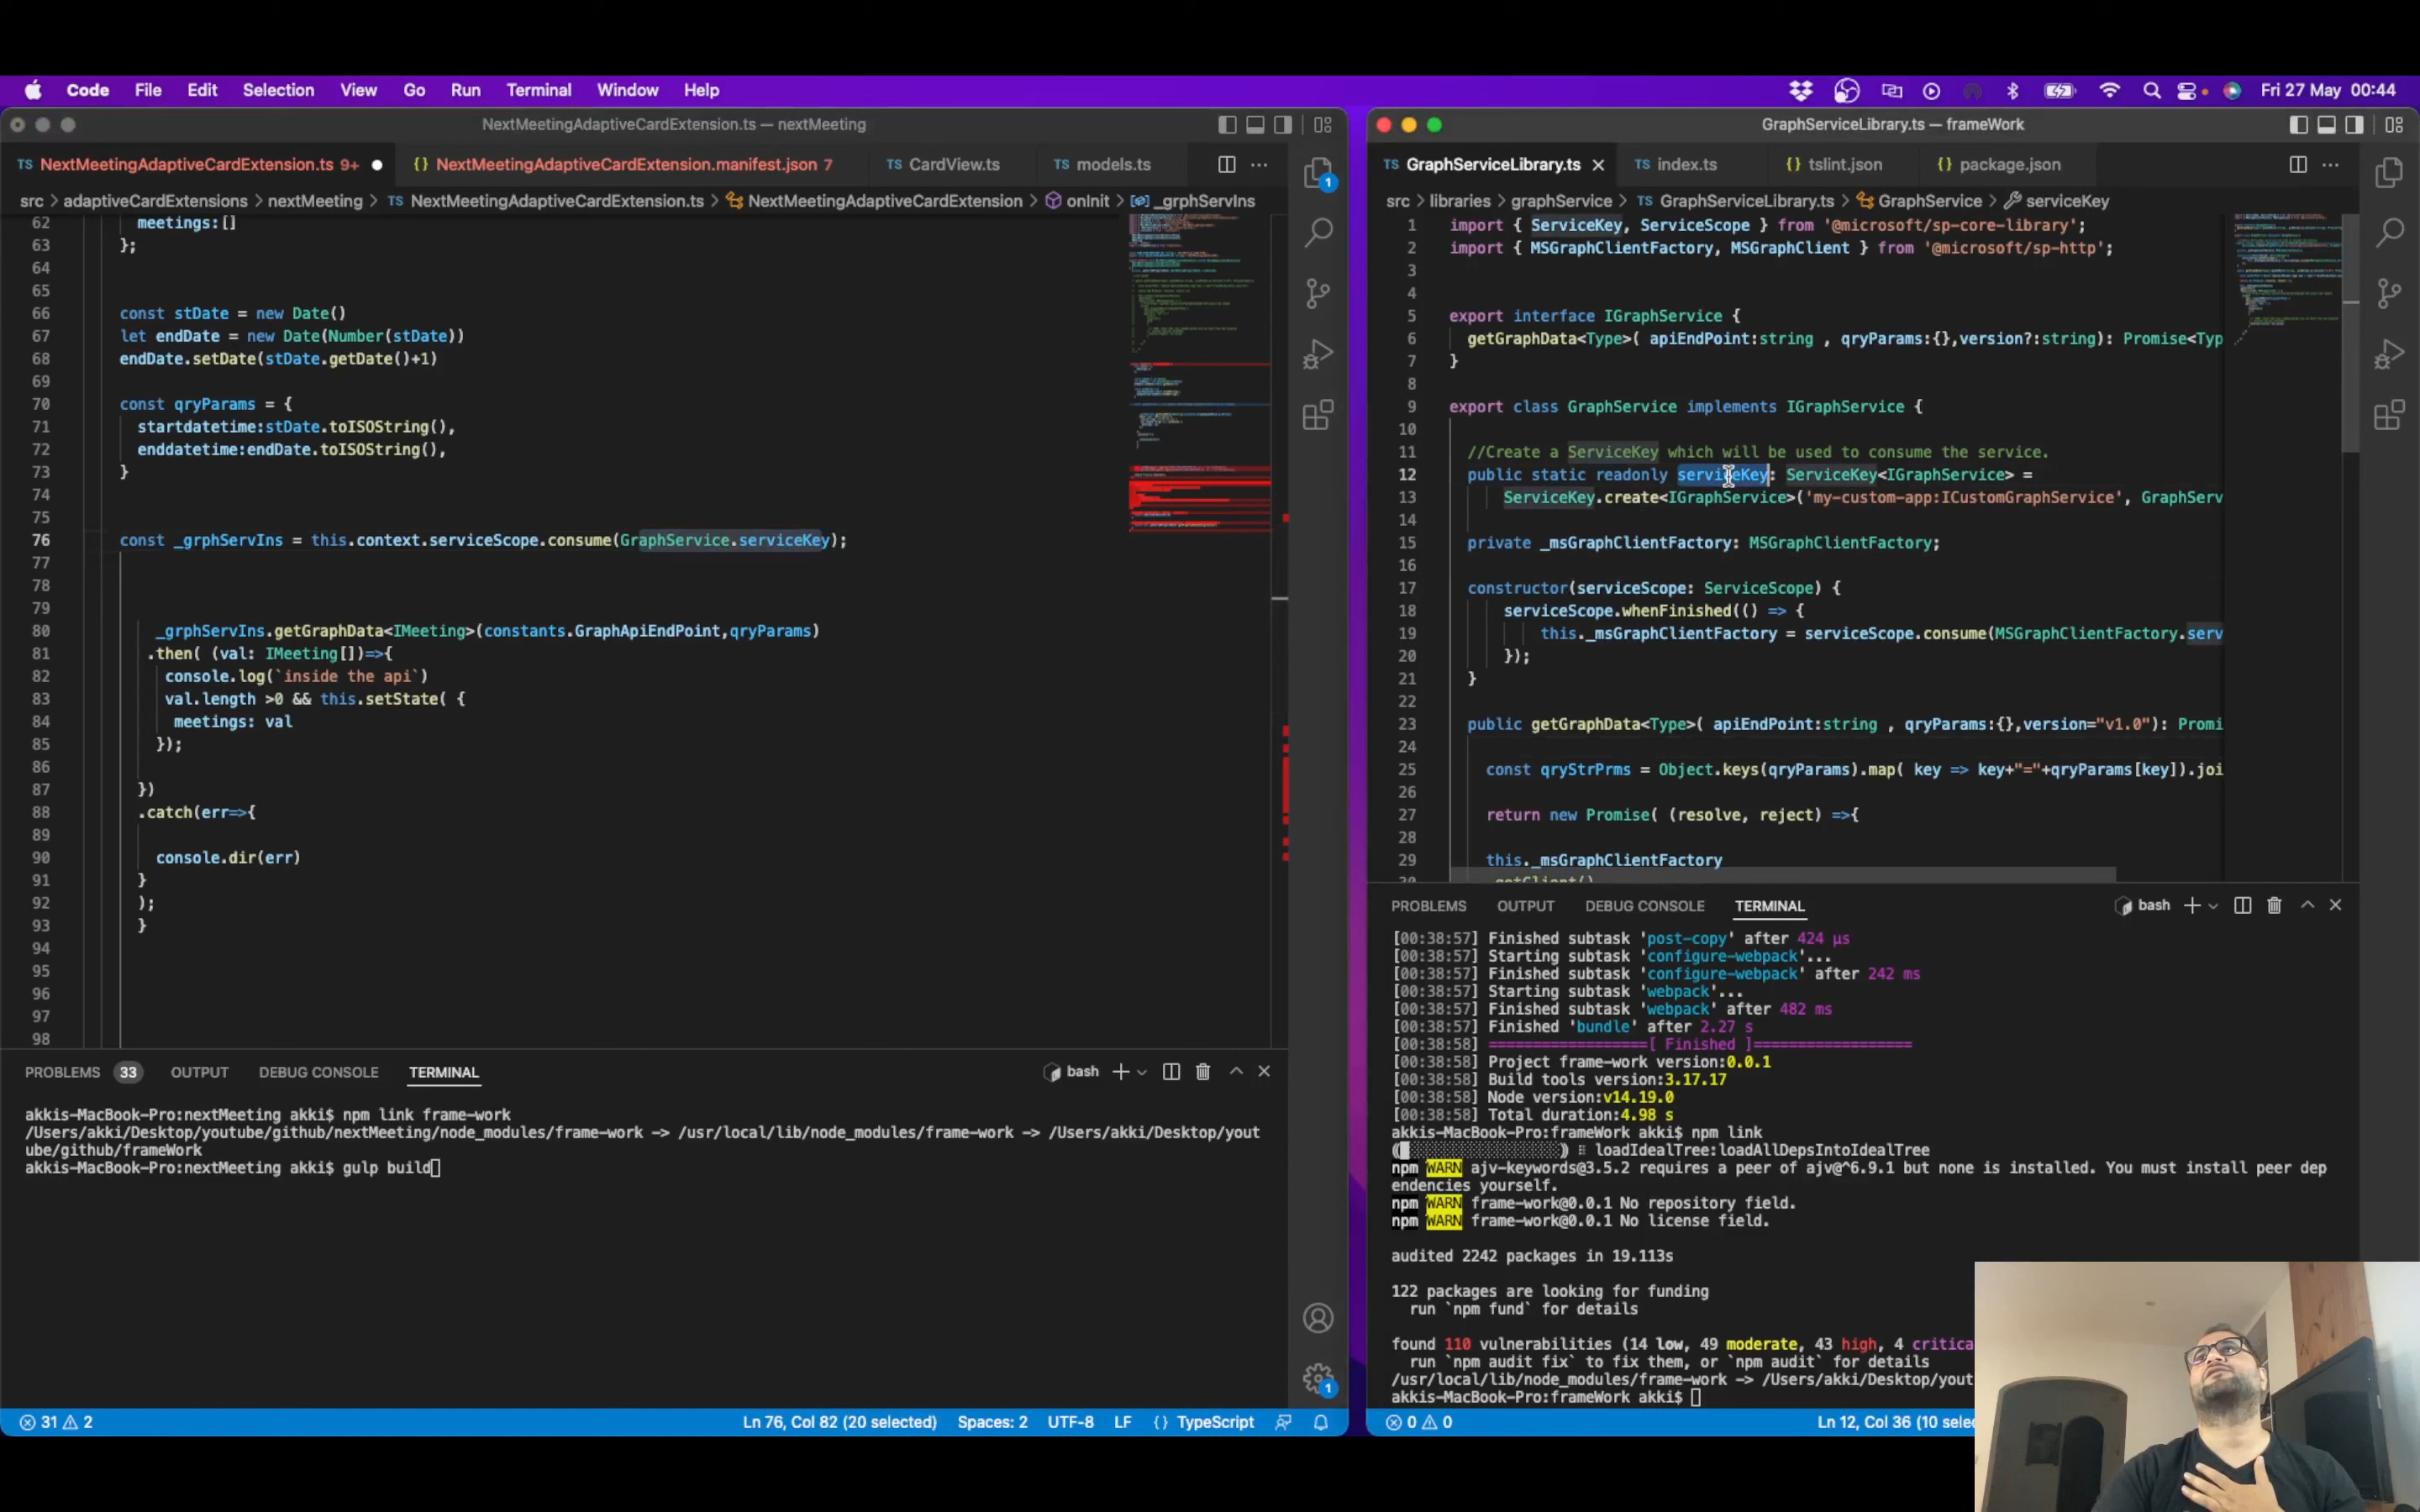 Code File Edit Selection View Go Run Terminal Window Help Fri 27 May 00:44
NextMeetingAdaptiveCardExtension.ts — nextMeeting
TS NextMeetingAdaptiveCardExtension.ts 9+ {} NextMeetingAdaptiveCardExtension.manifest.json 7 TS CardView.ts TS models.ts
src > adaptiveCardExtensions > nextMeeting > TS NextMeetingAdaptiveCardExtension.ts > NextMeetingAdaptiveCardExtension > onInit > _grphServIns
62 meetings:[]
63 };
64
65
66 const stDate = new Date()
67 let endDate = new Date(Number(stDate))
68 endDate.setDate(stDate.getDate()+1)
69
70 const qryParams = {
71 startdatetime:stDate.toISOString(),
72 enddatetime:endDate.toISOString(),
73 }
74
75
76 const _grphServIns = this.context.serviceScope.consume(GraphService.serviceKey);
77
78
79
80 _grphServIns.getGraphData<IMeeting>(constants.GraphApiEndPoint,qryParams)
81 .then( (val: IMeeting[])=>{
82 console.log(`inside the api`)
83 val.length >0 && this.setState( {
84 meetings: val
85 });
86
87 })
88 .catch(err=>{
89
90 console.dir(err)
91 }
92 );
93 }
94
95
96
97
98
PROBLEMS 33 OUTPUT DEBUG CONSOLE TERMINAL bash
akkis-MacBook-Pro:nextMeeting akki$ npm link frame-work
/Users/akki/Desktop/youtube/github/nextMeeting/node_modules/frame-work -> /usr/local/lib/node_modules/frame-work -> /Users/akki/Desktop/yout
ube/github/frameWork
akkis-MacBook-Pro:nextMeeting akki$ gulp build
31 2 Ln 76, Col 82 (20 selected) Spaces: 2 UTF-8 LF {} TypeScript
1
1
GraphServiceLibrary.ts — frameWork
TS GraphServiceLibrary.ts TS index.ts {} tslint.json {} package.json
src > libraries > graphService > TS GraphServiceLibrary.ts > GraphService > serviceKey
1 import { ServiceKey, ServiceScope } from '@microsoft/sp-core-library';
2 import { MSGraphClientFactory, MSGraphClient } from '@microsoft/sp-http';
3
4
5 export interface IGraphService {
6 getGraphData<Type>( apiEndPoint:string , qryParams:{},version?:string): Promise<Typ
7 }
8
9 export class GraphService implements IGraphService {
10
11 //Create a ServiceKey which will be used to consume the service.
12 public static readonly serviceKey: ServiceKey<IGraphService> =
13 ServiceKey.create<IGraphService>('my-custom-app:ICustomGraphService', GraphServ
14
15 private _msGraphClientFactory: MSGraphClientFactory;
16
17 constructor(serviceScope: ServiceScope) {
18 serviceScope.whenFinished(() => {
19 this._msGraphClientFactory = serviceScope.consume(MSGraphClientFactory.serv
20 });
21 }
22
23 public getGraphData<Type>( apiEndPoint:string , qryParams:{},version="v1.0"): Promi
24
25 const qryStrPrms = Object.keys(qryParams).map( key => key+"="+qryParams[key]).joi
26
27 return new Promise( (resolve, reject) =>{
28
29 this._msGraphClientFactory
30 .getClient()
PROBLEMS OUTPUT DEBUG CONSOLE TERMINAL bash
[00:38:57] Finished subtask 'post-copy' after 424 μs
[00:38:57] Starting subtask 'configure-webpack'...
[00:38:57] Finished subtask 'configure-webpack' after 242 ms
[00:38:57] Starting subtask 'webpack'...
[00:38:57] Finished subtask 'webpack' after 482 ms
[00:38:57] Finished 'bundle' after 2.27 s
[00:38:58] ==================[ Finished ]==================
[00:38:58] Project frame-work version:0.0.1
[00:38:58] Build tools version:3.17.17
[00:38:58] Node version:v14.19.0
[00:38:58] Total duration:4.98 s
akkis-MacBook-Pro:frameWork akki$ npm link
loadIdealTree:loadAllDepsIntoIdealTree
npm WARN ajv-keywords@3.5.2 requires a peer of ajv@^6.9.1 but none is installed. You must install peer dep
endencies yourself.
npm WARN frame-work@0.0.1 No repository field.
npm WARN frame-work@0.0.1 No license field.
audited 2242 packages in 19.113s
122 packages are looking for funding
run `npm fund` for details
found 110 vulnerabilities (14 low, 49 moderate, 43 high, 4 critica
run `npm audit fix` to fix them, or `npm audit` for details
/usr/local/lib/node_modules/frame-work -> /Users/akki/Desktop/yout
akkis-MacBook-Pro:frameWork akki$
0 0 Ln 12, Col 36 (10 selec